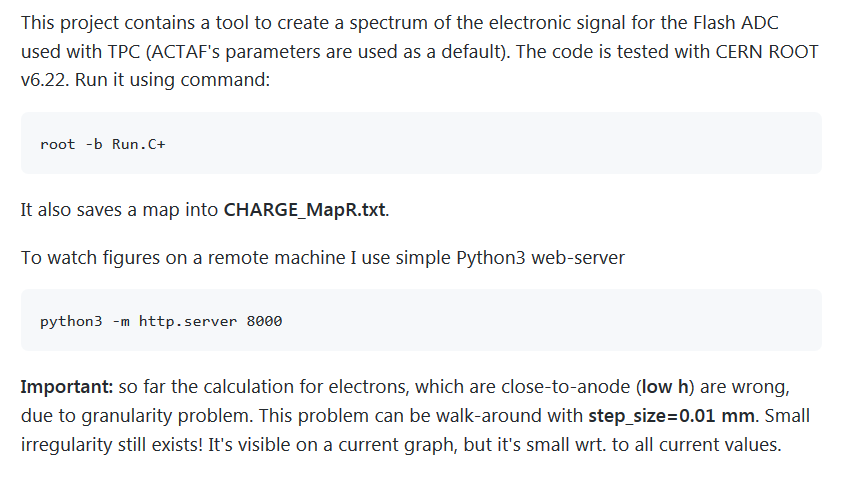 This project contains a tool to create a spectrum of the electronic signal for the Flash ADC
used with TPC (ACTAF's parameters are used as a default). The code is tested with CERN ROOT
v6.22. Run it using command:
root -b Run.C+
It also saves a map into CHARGE_MapR.txt.
To watch figures on a remote machine I use simple Python3 web-server
python3 -m http.server 8000
Important: so far the calculation for electrons, which are close-to-anode (low h) are wrong,
due to granularity problem. This problem can be walk-around with step_size=0.01 mm. Small
irregularity still exists! It's visible on a current graph, but it's small wrt. to all current values.